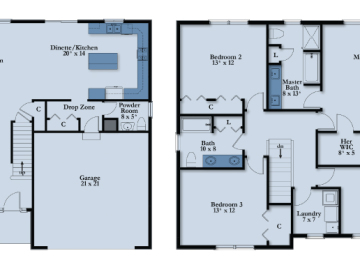 Dinette/Kitchen
20' x 14
C
Drop Zone
C
Powder
Room
8 x 5'
Garage
21 x 21
up
Bedroom 2
13' x 12
C
L
Master
Bath
8 x 13'
M
Bath
10 x 8
L
dn
Her
WIC
8' x 5
Bedroom 3
13' x 12
C
Laundry
7 x 7